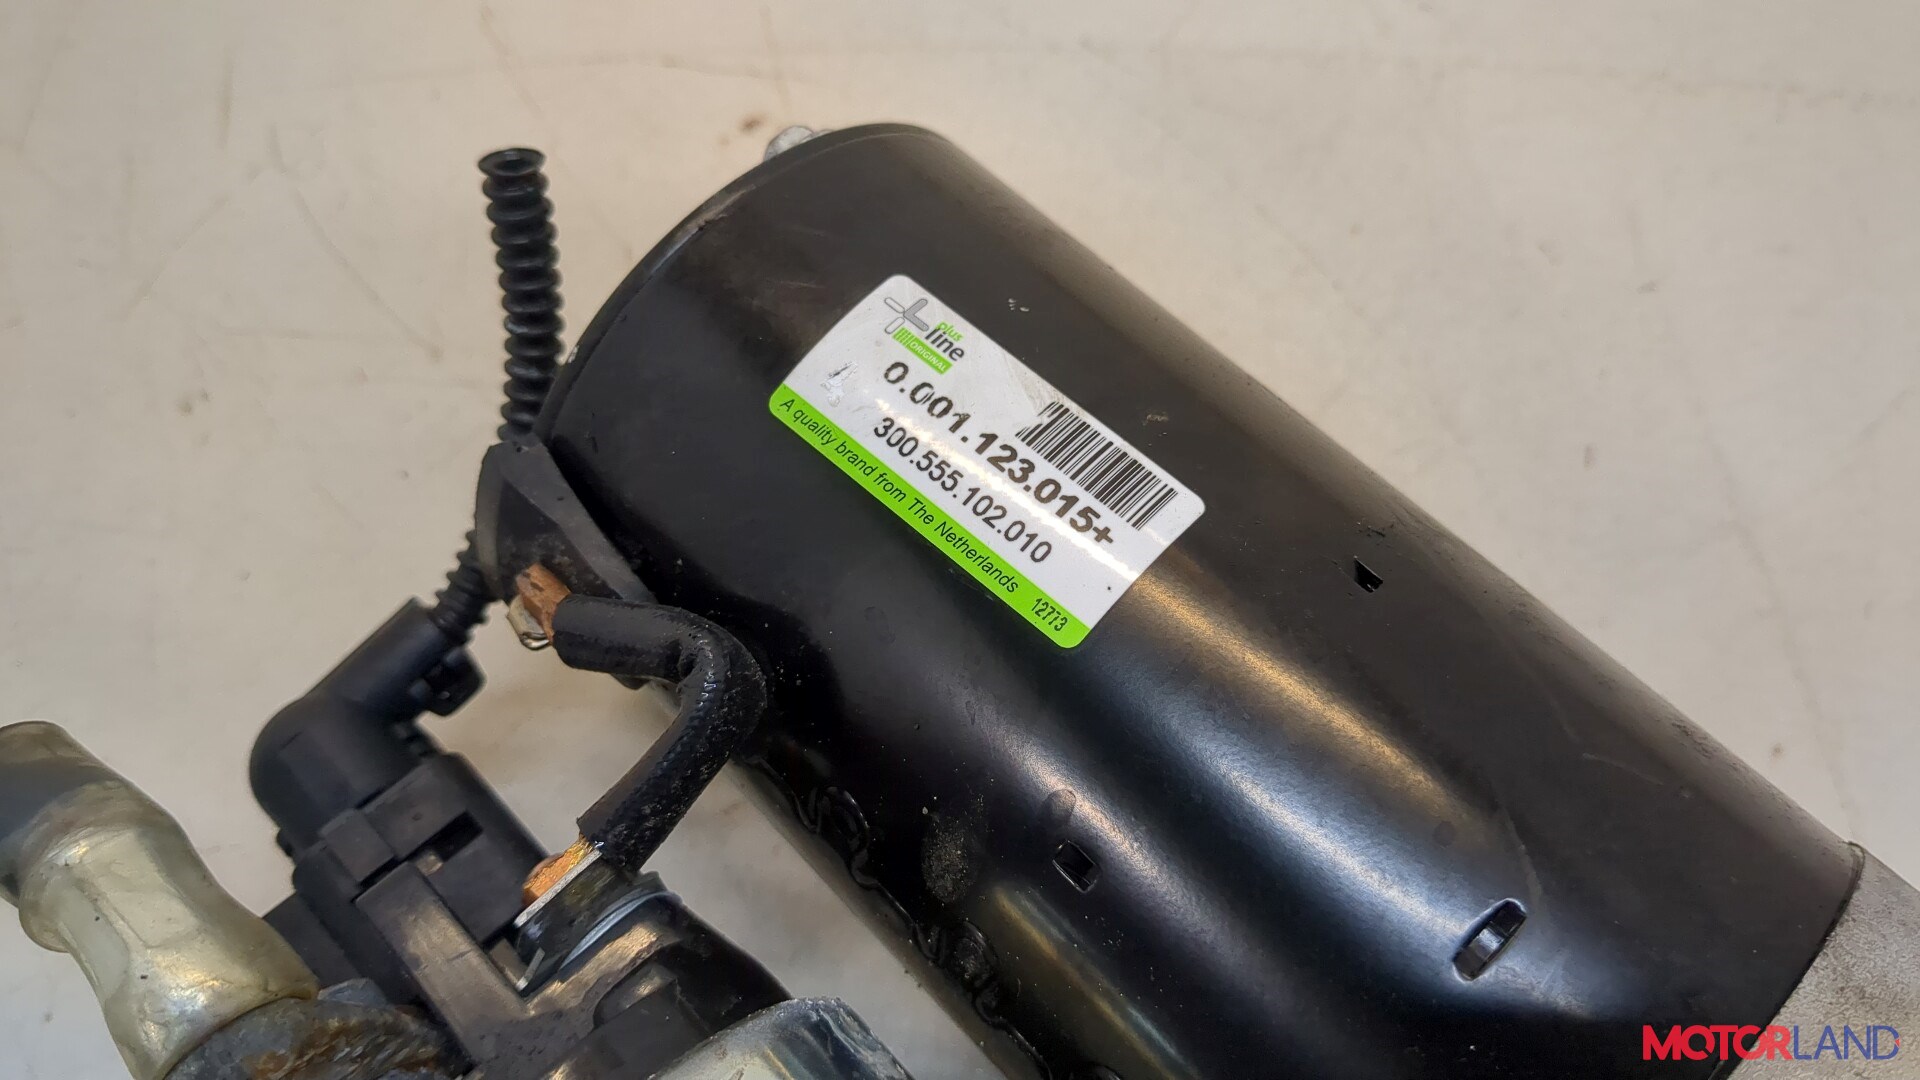 plus
line
ORIGINAL
0.001.123.015+
300.555.102.010
A quality brand from The Netherlands 12773
MOTORLAND